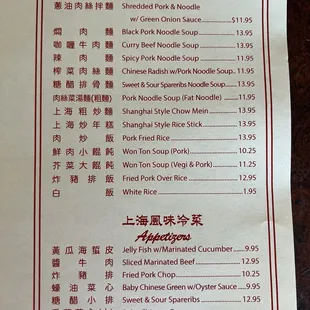 蔥油肉絲拌麵 Shredded Pork & Noodle
w/ Green Onion Sauce.............$11.95
燜肉麵 Black Pork Noodle Soup..............13.95
咖喱牛肉麵 Curry Beef Noodle Soup..............13.95
辣肉麵 Spicy Pork Noodle Soup..............11.95
榨菜肉絲麵 Chinese Radish w/Pork Noodle Soup..11.95
糖醋排骨麵 Sweet & Sour Spareribs Noodle Soup...13.95
肉絲菜湯麵(粗麵) Pork Noodle Soup (Fat Noodle)......11.95
上海粗炒麵 Shanghai Style Chow Mein..........13.95
上海炒年糕 Shanghai Style Rice Stick..........13.95
肉炒飯 Pork Fried Rice..........13.95
鮮肉小餛飩 Won Ton Soup (Pork)..........10.25
芥菜大餛飩 Won Ton Soup (Vegi & Pork)..........11.25
炸豬排飯 Fried Pork Over Rice..........12.95
白飯 White Rice..........1.95
上海風味冷菜
Appetizers
黃瓜海蜇皮 Jelly Fish w/Marinated Cucumber.....9.95
醬牛肉 Sliced Marinated Beef..........12.95
炸豬排 Fried Pork Chop..........10.25
蠔油菜心 Baby Chinese Green w/Oyster Sauce...9.95
糖醋小排 Sweet & Sour Spareribs..........12.95